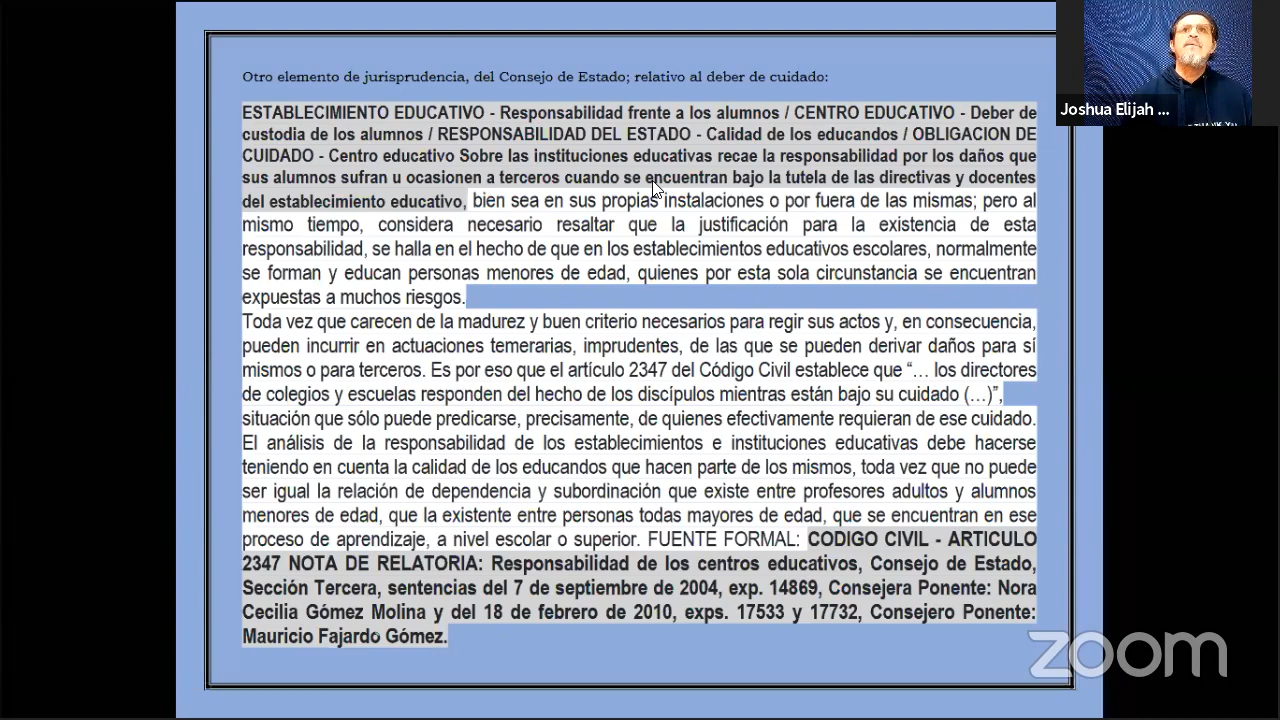 Otro elemento de jurisprudencia, del Consejo de Estado; relativo al deber de cuidado:
ESTABLECIMIENTO EDUCATIVO - Responsabilidad frente a los alumnos / CENTRO EDUCATIVO - Deber de
custodia de los alumnos / RESPONSABILIDAD DEL ESTADO - Calidad de los educandos / OBLIGACION DE
CUIDADO - Centro educativo Sobre las instituciones educativas recae la responsabilidad por los daños que
sus alumnos sufran u ocasionen a terceros cuando se encuentran bajo la tutela de las directivas y docentes
del establecimiento educativo, bien sea en sus propias instalaciones o por fuera de las mismas; pero al
mismo tiempo, considera necesario resaltar que la justificación para la existencia de esta
responsabilidad, se halla en el hecho de que en los establecimientos educativos escolares, normalmente
se forman y educan personas menores de edad, quienes por esta sola circunstancia se encuentran
expuestas a muchos riesgos.
Toda vez que carecen de la madurez y buen criterio necesarios para regir sus actos y, en consecuencia,
pueden incurrir en actuaciones temerarias, imprudentes, de las que se pueden derivar daños para sí
mismos o para terceros. Es por eso que el artículo 2347 del Código Civil establece que “… los directores
de colegios y escuelas responden del hecho de los discípulos mientras están bajo su cuidado (…)”,
situación que sólo puede predicarse, precisamente, de quienes efectivamente requieran de ese cuidado.
El análisis de la responsabilidad de los establecimientos e instituciones educativas debe hacerse
teniendo en cuenta la calidad de los educandos que hacen parte de los mismos, toda vez que no puede
ser igual la relación de dependencia y subordinación que existe entre profesores adultos y alumnos
menores de edad, que la existente entre personas todas mayores de edad, que se encuentran en ese
proceso de aprendizaje, a nivel escolar o superior. FUENTE FORMAL: CODIGO CIVIL - ARTICULO
2347 NOTA DE RELATORIA: Responsabilidad de los centros educativos, Consejo de Estado,
Sección Tercera, sentencias del 7 de septiembre de 2004, exp. 14869, Consejera Ponente: Nora
Cecilia Gómez Molina y del 18 de febrero de 2010, exps. 17533 y 17732, Consejero Ponente:
Mauricio Fajardo Gómez.
Joshua Elijah ...
zoom